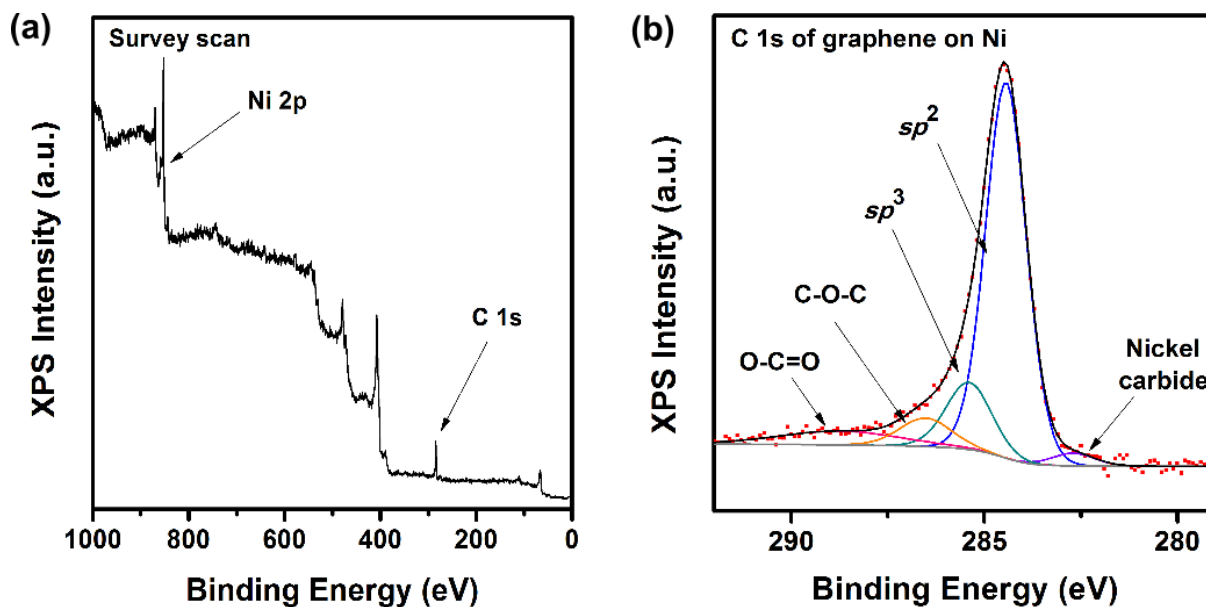 (a)
Survey scan
Ni 2p
C 1s
XPS Intensity (a.u.)
1000 800 600 400 200 0
Binding Energy (eV)
(b)
C 1s of graphene on Ni
sp²
sp³
C-O-C
O-C=O
Nickel
carbide
XPS Intensity (a.u.)
290 285 280
Binding Energy (eV)